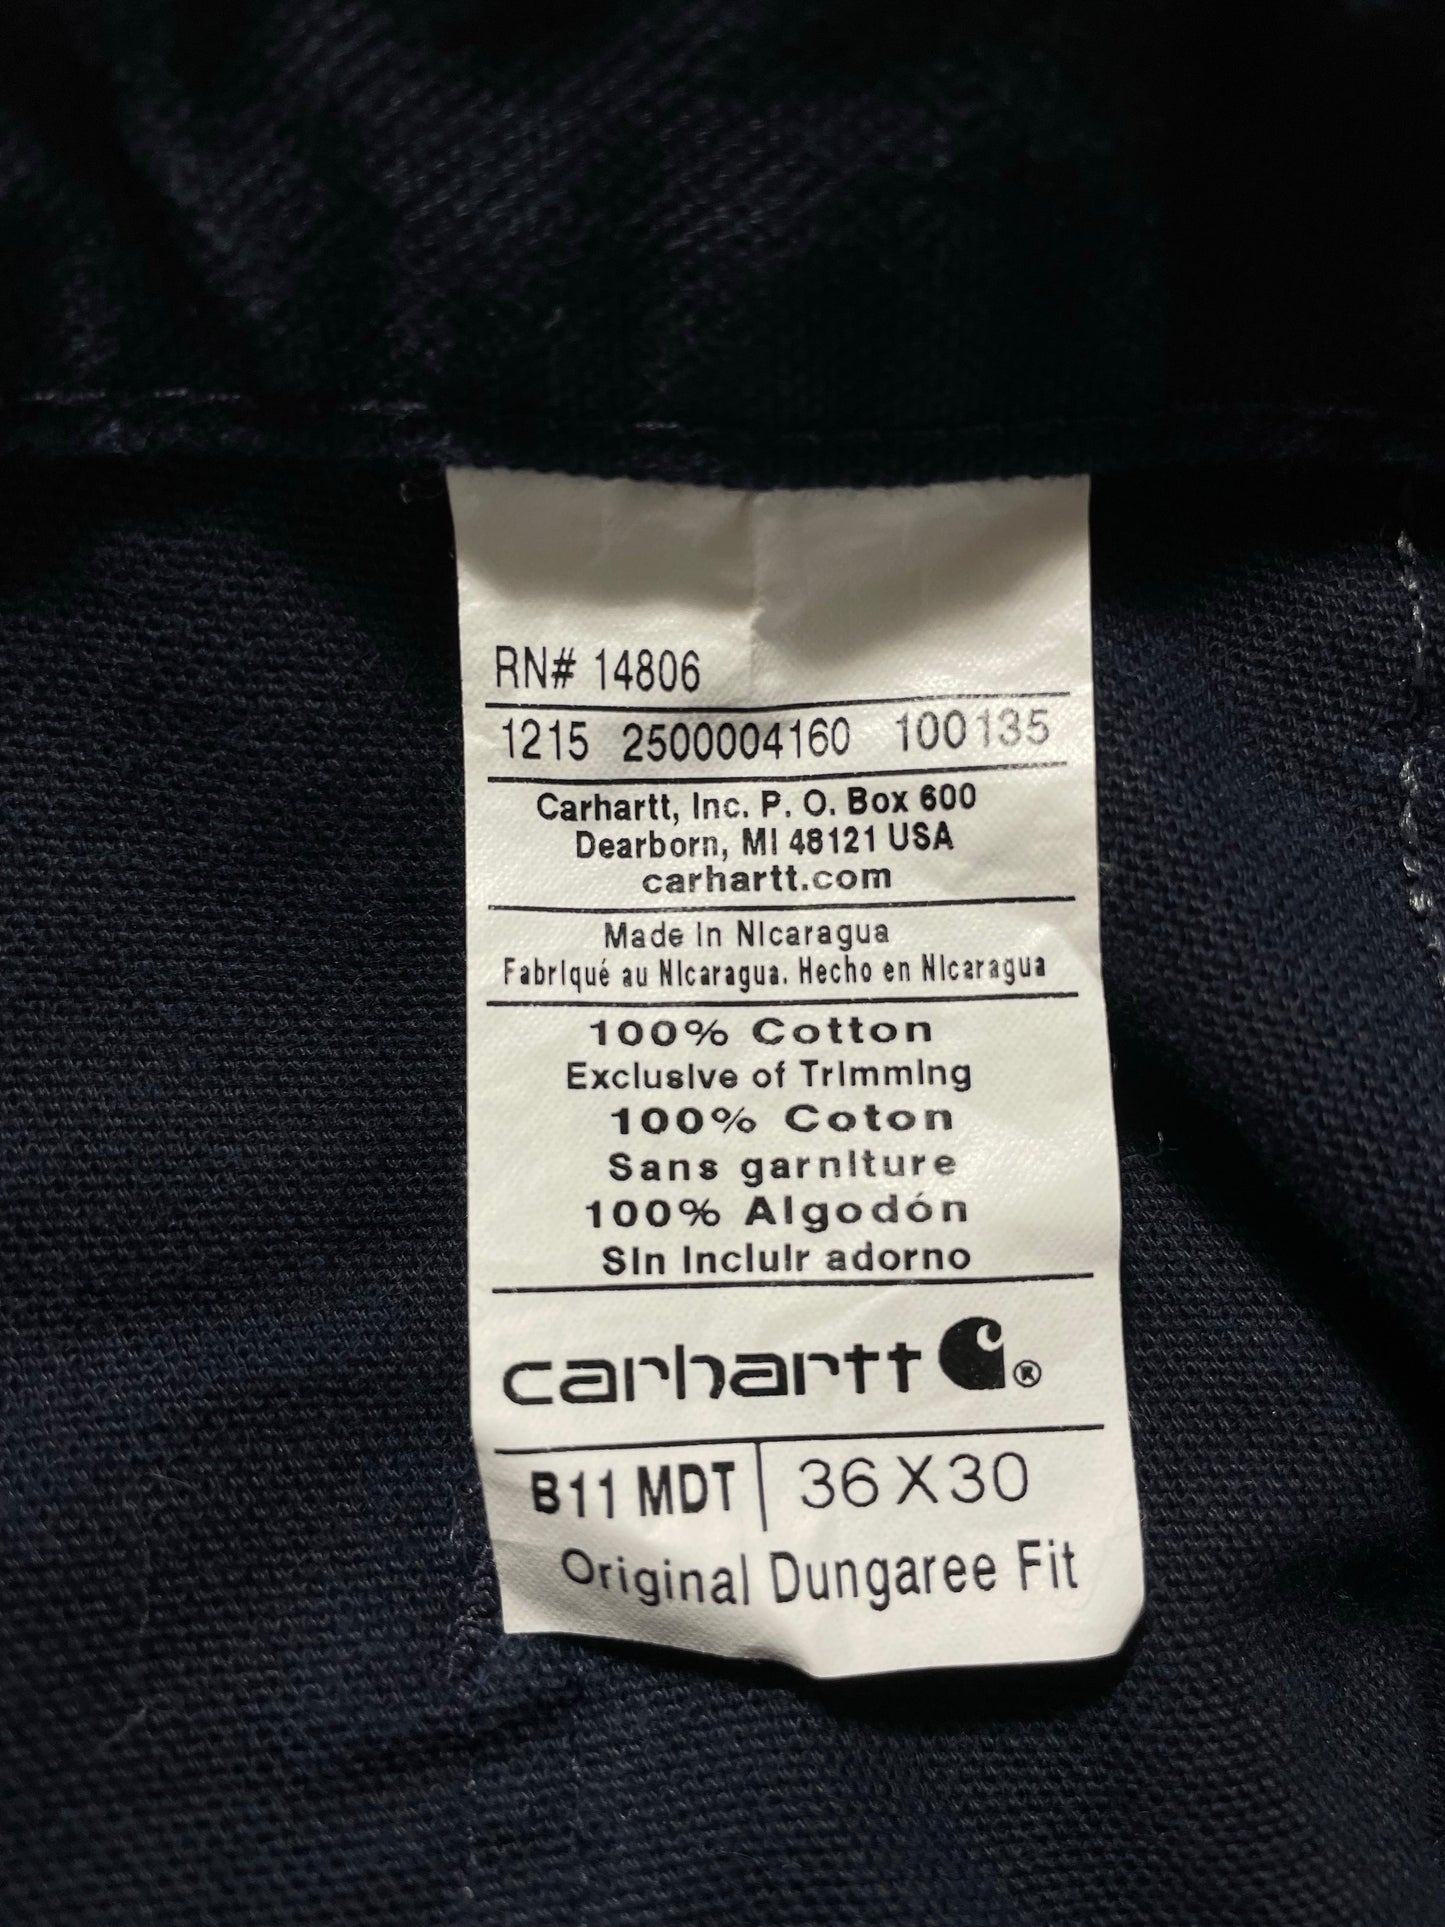 RN# 14806
1215 2500004160 100135
Carhartt, Inc. P. O. Box 600
Dearborn, MI 48121 USA
carhartt.com
Made in Nicaragua
Fabriqué au Nicaragua. Hecho en Nicaragua
100% Cotton
Exclusive of Trimming
100% Coton
Sans garniture
100% Algodón
Sin incluir adorno
carhartt ®
B11 MDT | 36 X 30
Original Dungaree Fit